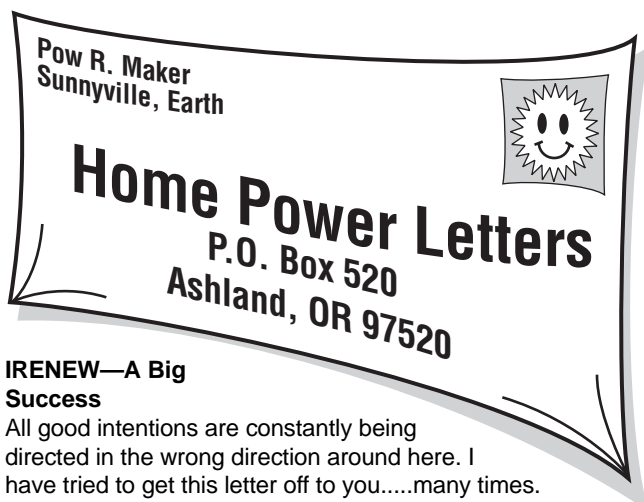 Pow R. Maker
Sunnyville, Earth
Home Power Letters
P.O. Box 520
Ashland, OR 97520
IRENEW—A Big
Success
All good intentions are constantly being
directed in the wrong direction around here. I
have tried to get this letter off to you.....many times.